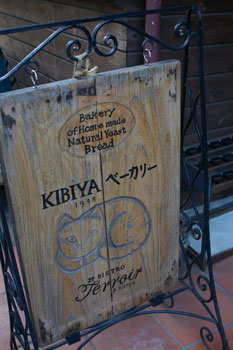 Bakery
of Home made
Natural Yeast
Bread
KIBIYA ベーカリー
1948
2F BISTRO
Terroir